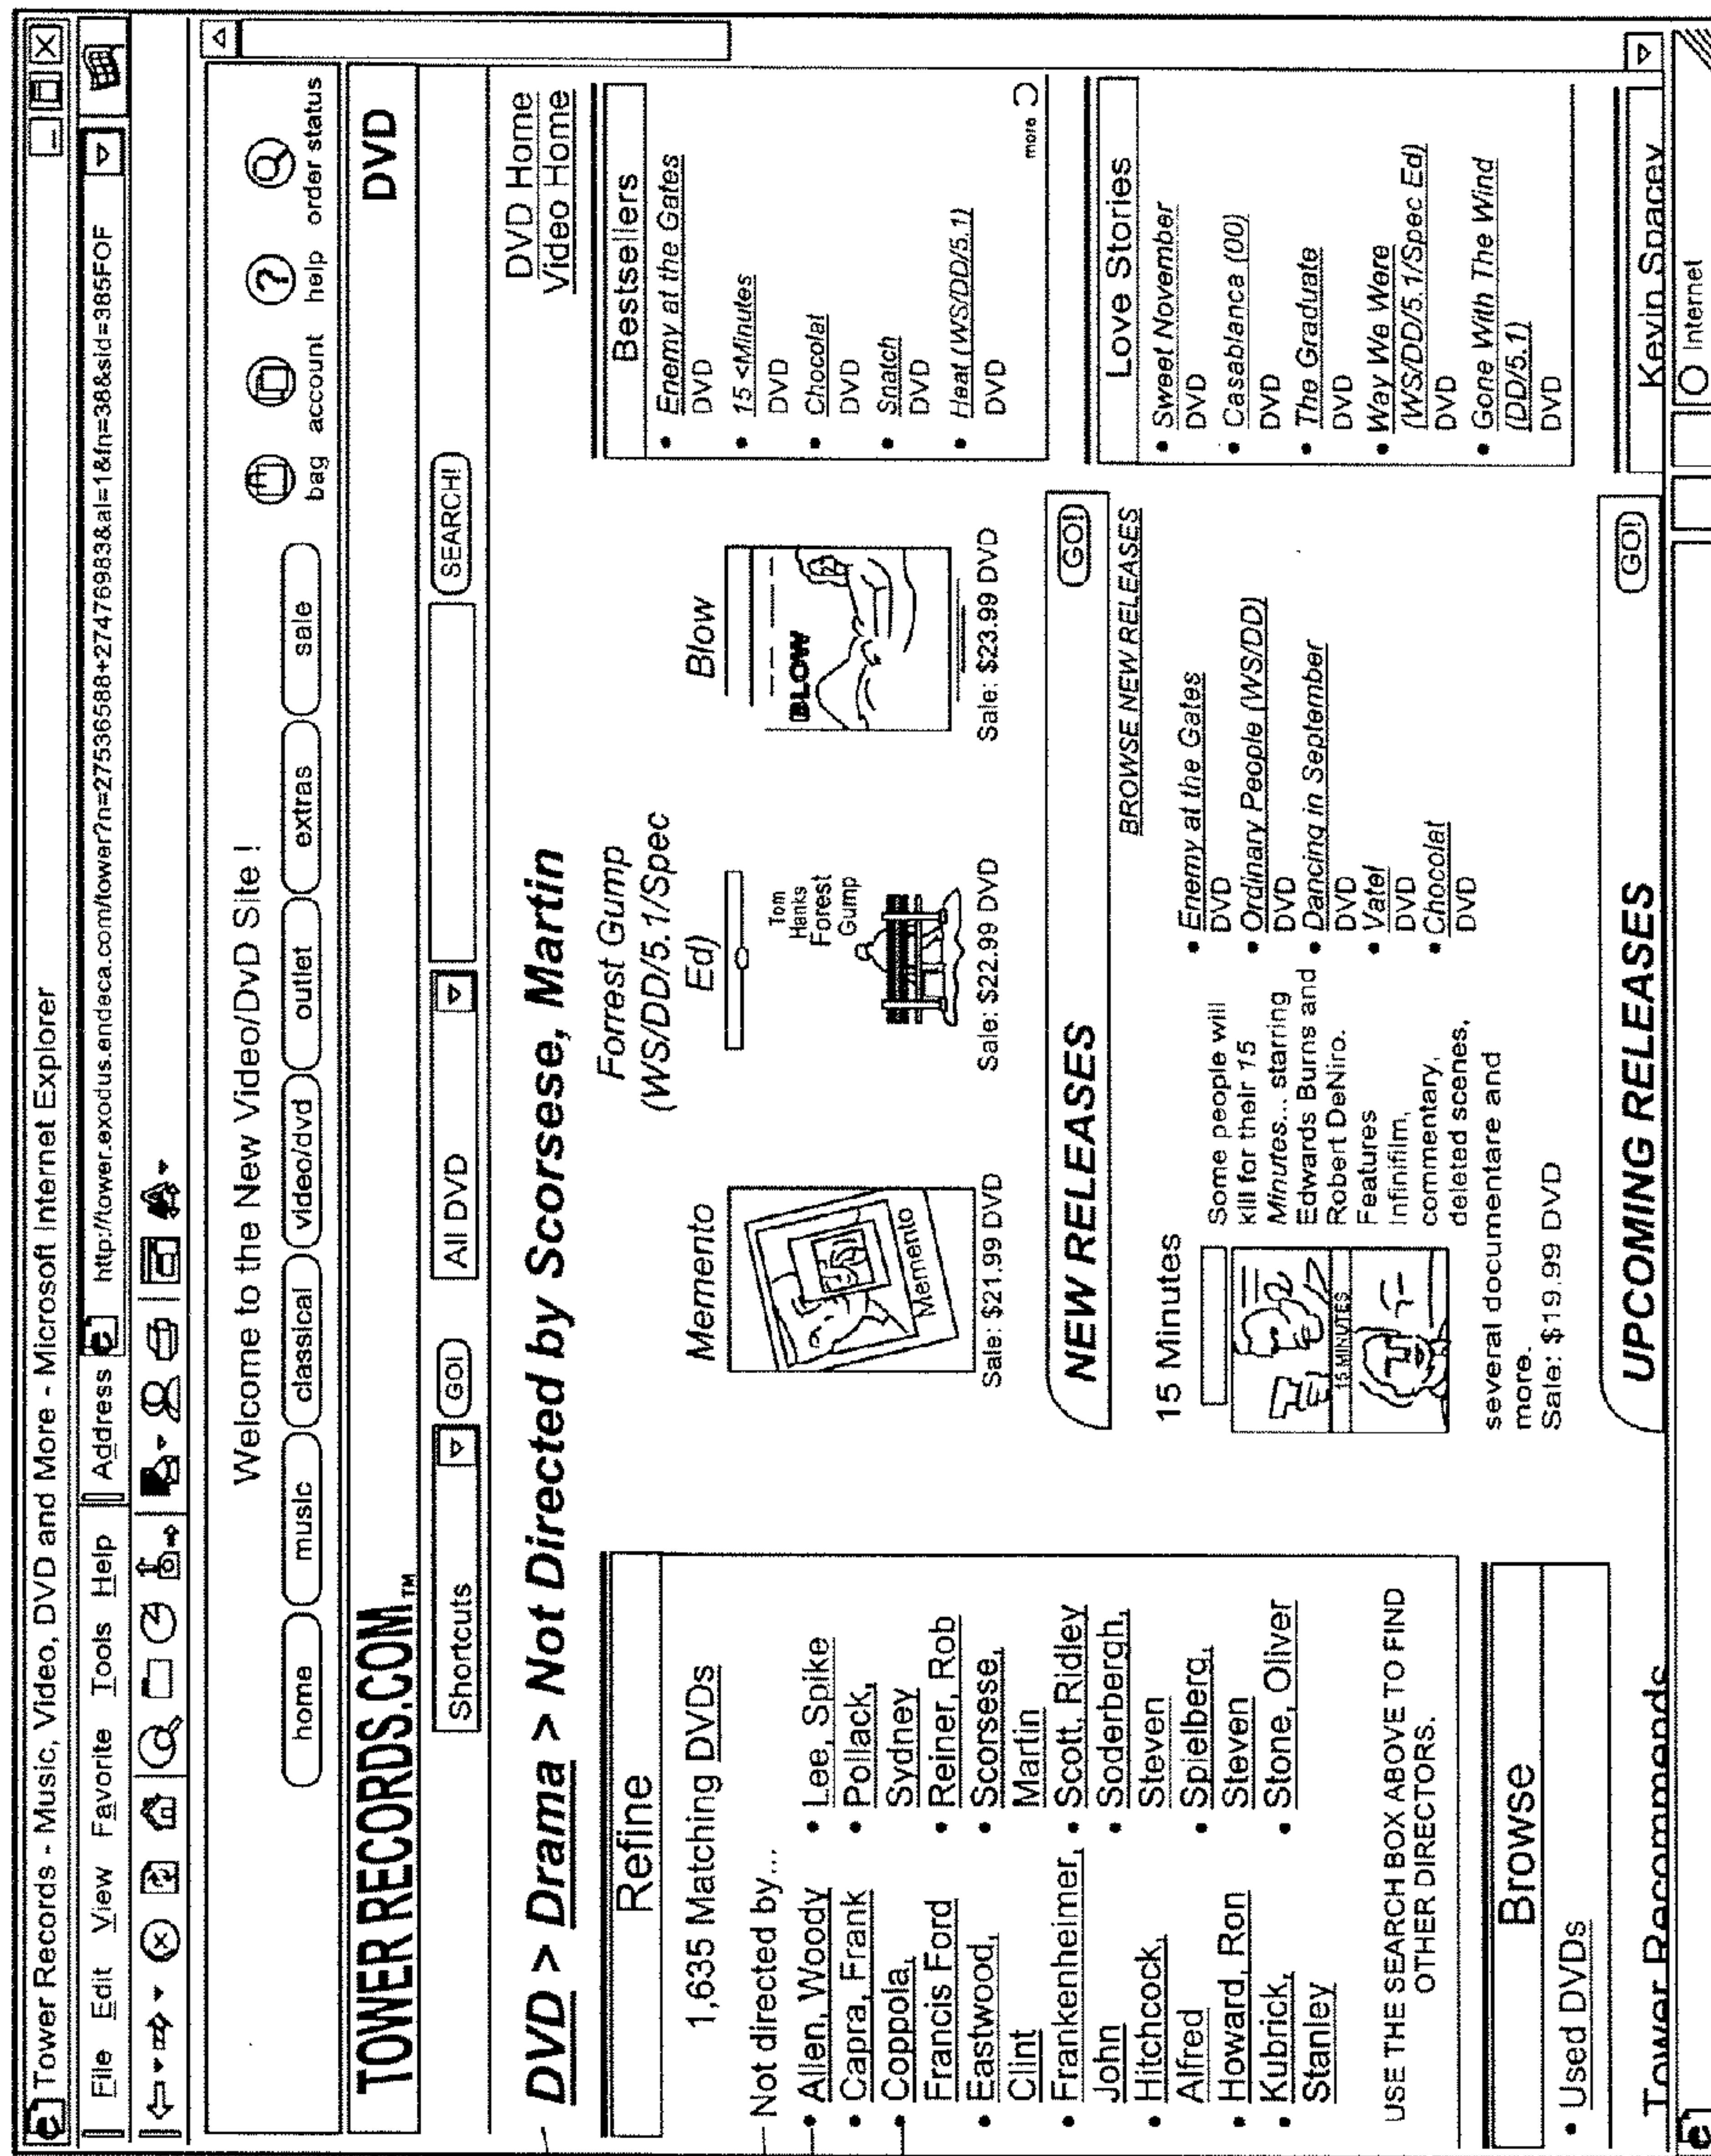 Tower Records - Music, Video, DVD and More - Microsoft Internet Explorer
File Edit View Favorite Tools Help Address http://tower.exodus.endeca.com/tower?n=27536588+27476983&al=1&fn=38&sid=385FOF
Welcome to the New Video/DvD Site !
home music classical video/dvd outlet extras sale
bag account help order status
TOWER RECORDS.COM™ DVD
Shortcuts GO! All DVD SEARCH!
DVD > Drama > Not Directed by Scorsese, Martin
DVD Home
Video Home
Refine
1,635 Matching DVDs
Not directed by...
• Allen, Woody
• Capra, Frank
• Coppola,
Francis Ford
• Eastwood,
Clint
• Frankenheimer,
John
• Hitchcock,
Alfred
• Howard, Ron
• Kubrick,
Stanley
• Lee, Spike
• Pollack,
Sydney
• Reiner, Rob
• Scorsese,
Martin
• Scott, Ridley
• Soderbergh,
Steven
• Spielberg,
Steven
• Stone, Oliver
USE THE SEARCH BOX ABOVE TO FIND
OTHER DIRECTORS.
Browse
• Used DVDs
Tower Recommends
Memento
Memento
Sale: $21.99 DVD
Forrest Gump
(WS/DD/5.1/Spec
Ed)
Tom
Hanks
Forest
Gump
Sale: $22.99 DVD
Blow
BLOW
Sale: $23.99 DVD
NEW RELEASES GO!
BROWSE NEW RELEASES
15 Minutes
15 MINUTES
Some people will
kill for their 15
Minutes... starring
Edwards Burns and
Robert DeNiro.
Features
Infinifilm,
commentary,
deleted scenes,
several documentare and
more.
Sale: $19.99 DVD
• Enemy at the Gates
DVD
• Ordinary People (WS/DD)
DVD
• Dancing in September
DVD
• Vatel
DVD
• Chocolat
DVD
UPCOMING RELEASES GO!
Bestsellers
• Enemy at the Gates
DVD
• 15 <Minutes
DVD
• Chocolat
DVD
• Snatch
DVD
• Heat (WS/DD/5.1)
DVD
more
Love Stories
• Sweet November
DVD
• Casablanca (00)
DVD
• The Graduate
DVD
• Way We Were
(WS/DD/5.1/Spec Ed)
DVD
• Gone With The Wind
(DD/5.1)
DVD
Kevin Spacey
Internet